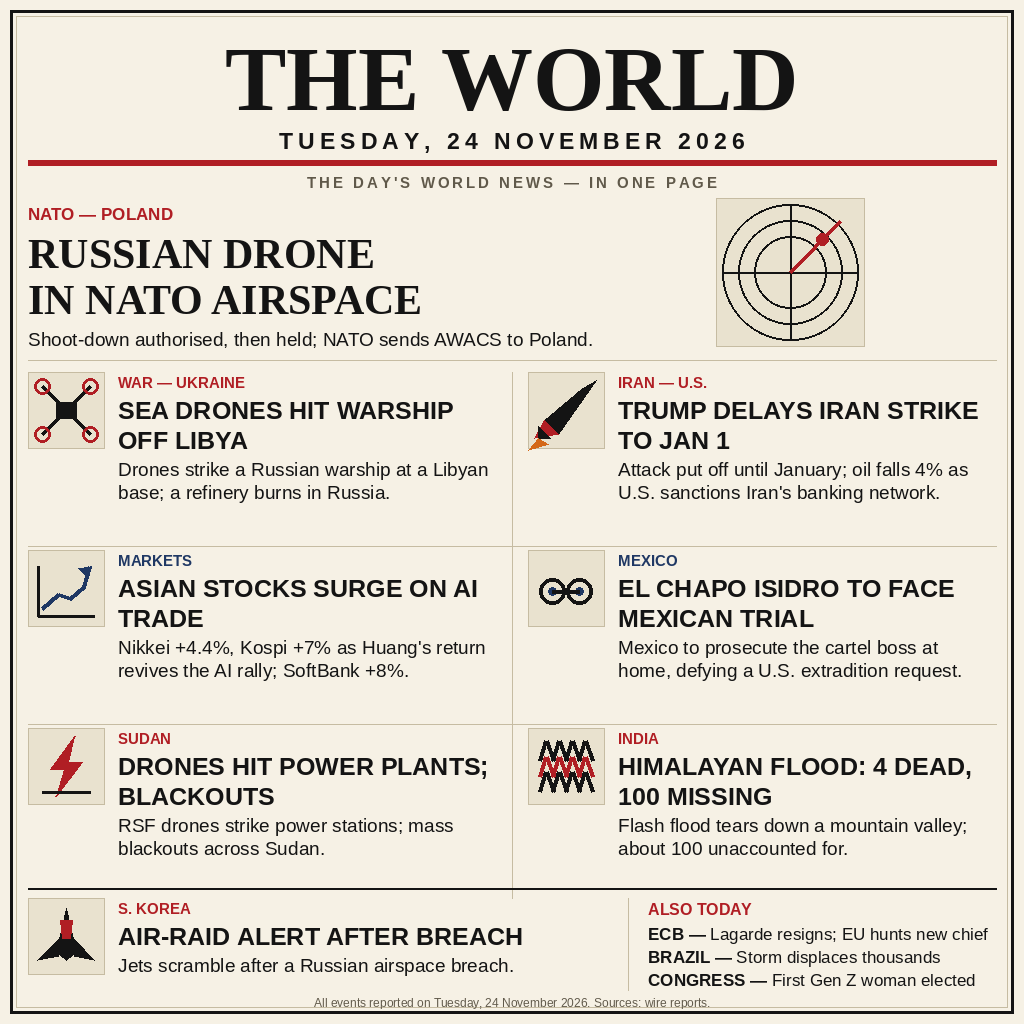 THE WORLD
TUESDAY, 24 NOVEMBER 2026
THE DAY'S WORLD NEWS — IN ONE PAGE
NATO — POLAND
RUSSIAN DRONE
IN NATO AIRSPACE
Shoot-down authorised, then held; NATO sends AWACS to Poland.
WAR — UKRAINE
SEA DRONES HIT WARSHIP
OFF LIBYA
Drones strike a Russian warship at a Libyan
base; a refinery burns in Russia.
IRAN — U.S.
TRUMP DELAYS IRAN STRIKE
TO JAN 1
Attack put off until January; oil falls 4% as
U.S. sanctions Iran's banking network.
MARKETS
ASIAN STOCKS SURGE ON AI
TRADE
Nikkei +4.4%, Kospi +7% as Huang's return
revives the AI rally; SoftBank +8%.
MEXICO
EL CHAPO ISIDRO TO FACE
MEXICAN TRIAL
Mexico to prosecute the cartel boss at
home, defying a U.S. extradition request.
SUDAN
DRONES HIT POWER PLANTS;
BLACKOUTS
RSF drones strike power stations; mass
blackouts across Sudan.
INDIA
HIMALAYAN FLOOD: 4 DEAD,
100 MISSING
Flash flood tears down a mountain valley;
about 100 unaccounted for.
S. KOREA
AIR-RAID ALERT AFTER BREACH
Jets scramble after a Russian airspace breach.
ALSO TODAY
ECB — Lagarde resigns; EU hunts new chief
BRAZIL — Storm displaces thousands
CONGRESS — First Gen Z woman elected
All events reported on Tuesday, 24 November 2026. Sources: wire reports.